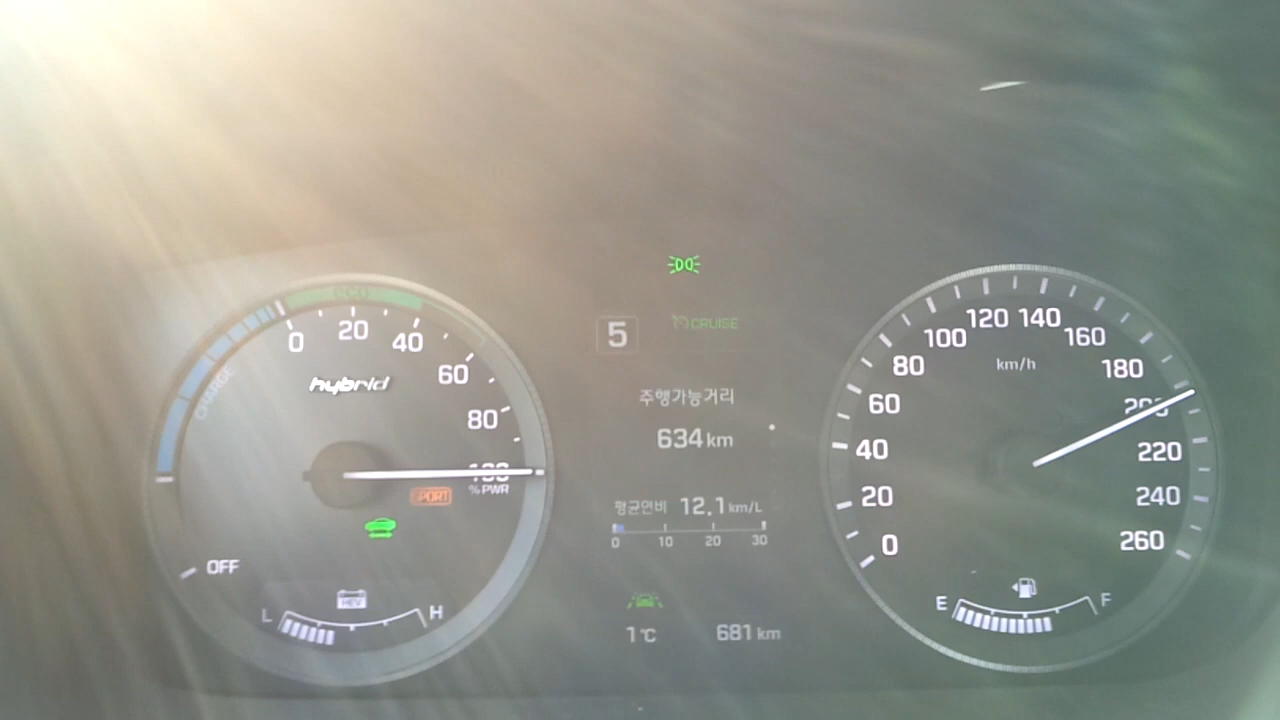 eco
CHARGE
0
20
40
60
80
100
% PWR
hybrid
SPORT
OFF
HEV
L
H
5
CRUISE
주행가능거리
634 km
평균연비 12.1 km/L
0 10 20 30
1℃
681 km
0
20
40
60
80
100
120
140
160
180
200
220
240
260
km/h
E
F